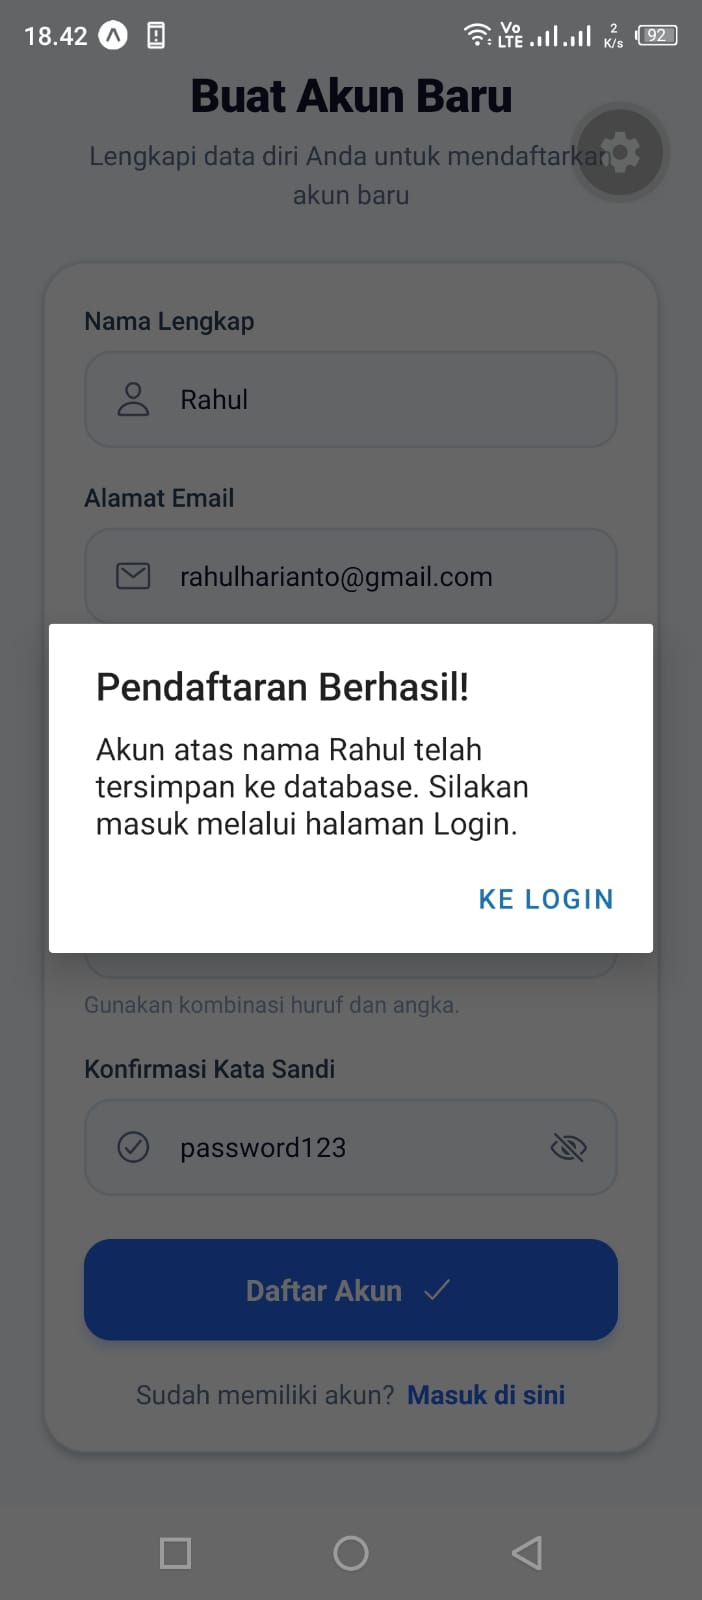 18.42
Vo
LTE
2
K/s
92
Buat Akun Baru
Lengkapi data diri Anda untuk mendaftarkan
akun baru
Nama Lengkap
Rahul
Alamat Email
rahulharianto@gmail.com
Pendaftaran Berhasil!
Akun atas nama Rahul telah
tersimpan ke database. Silakan
masuk melalui halaman Login.
KE LOGIN
Gunakan kombinasi huruf dan angka.
Konfirmasi Kata Sandi
password123
Daftar Akun
Sudah memiliki akun? Masuk di sini